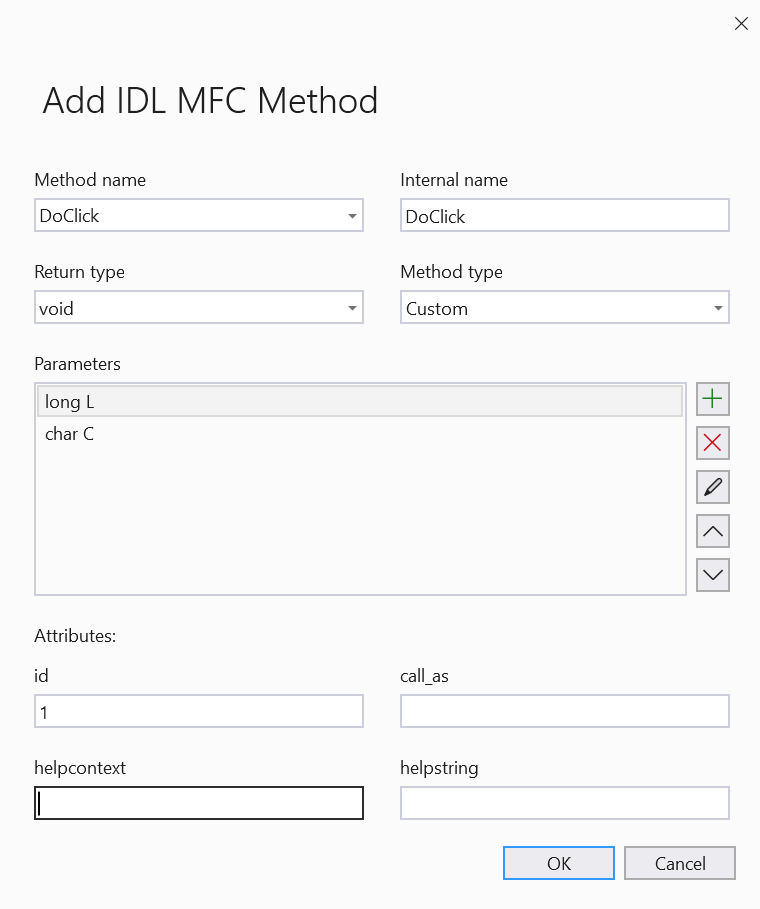 Add IDL MFC Method
Method name
Internal name
DoClick
DoClick
Return type
Method type
void
Custom
Parameters
long L
char C
Attributes:
id
call_as
1
helpcontext
helpstring
OK
Cancel